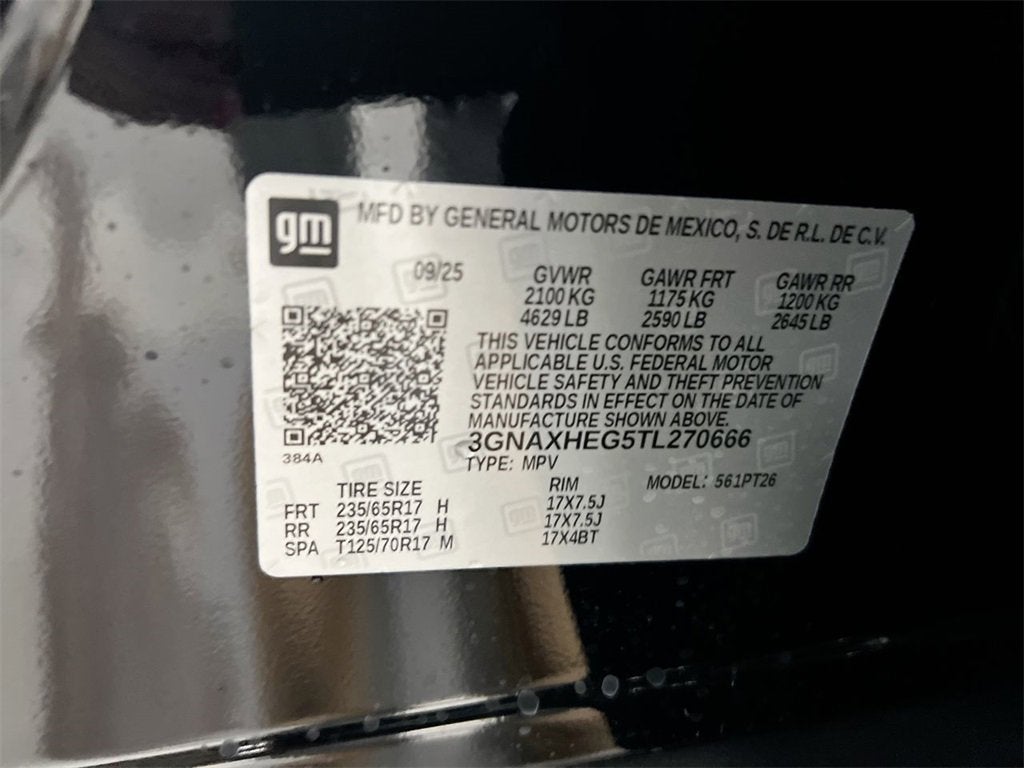 gm MFD BY GENERAL MOTORS DE MEXICO, S. DE R.L. DE C.V.
09/25 GVWR GAWR FRT GAWR RR
2100 KG 1175 KG 1200 KG
4629 LB 2590 LB 2645 LB
THIS VEHICLE CONFORMS TO ALL
APPLICABLE U.S. FEDERAL MOTOR
VEHICLE SAFETY AND THEFT PREVENTION
STANDARDS IN EFFECT ON THE DATE OF
MANUFACTURE SHOWN ABOVE.
3GNAXHEG5TL270666
384A TYPE: MPV
TIRE SIZE RIM MODEL: 561PT26
FRT 235/65R17 H 17X7.5J
RR 235/65R17 H 17X7.5J
SPA T125/70R17 M 17X4BT